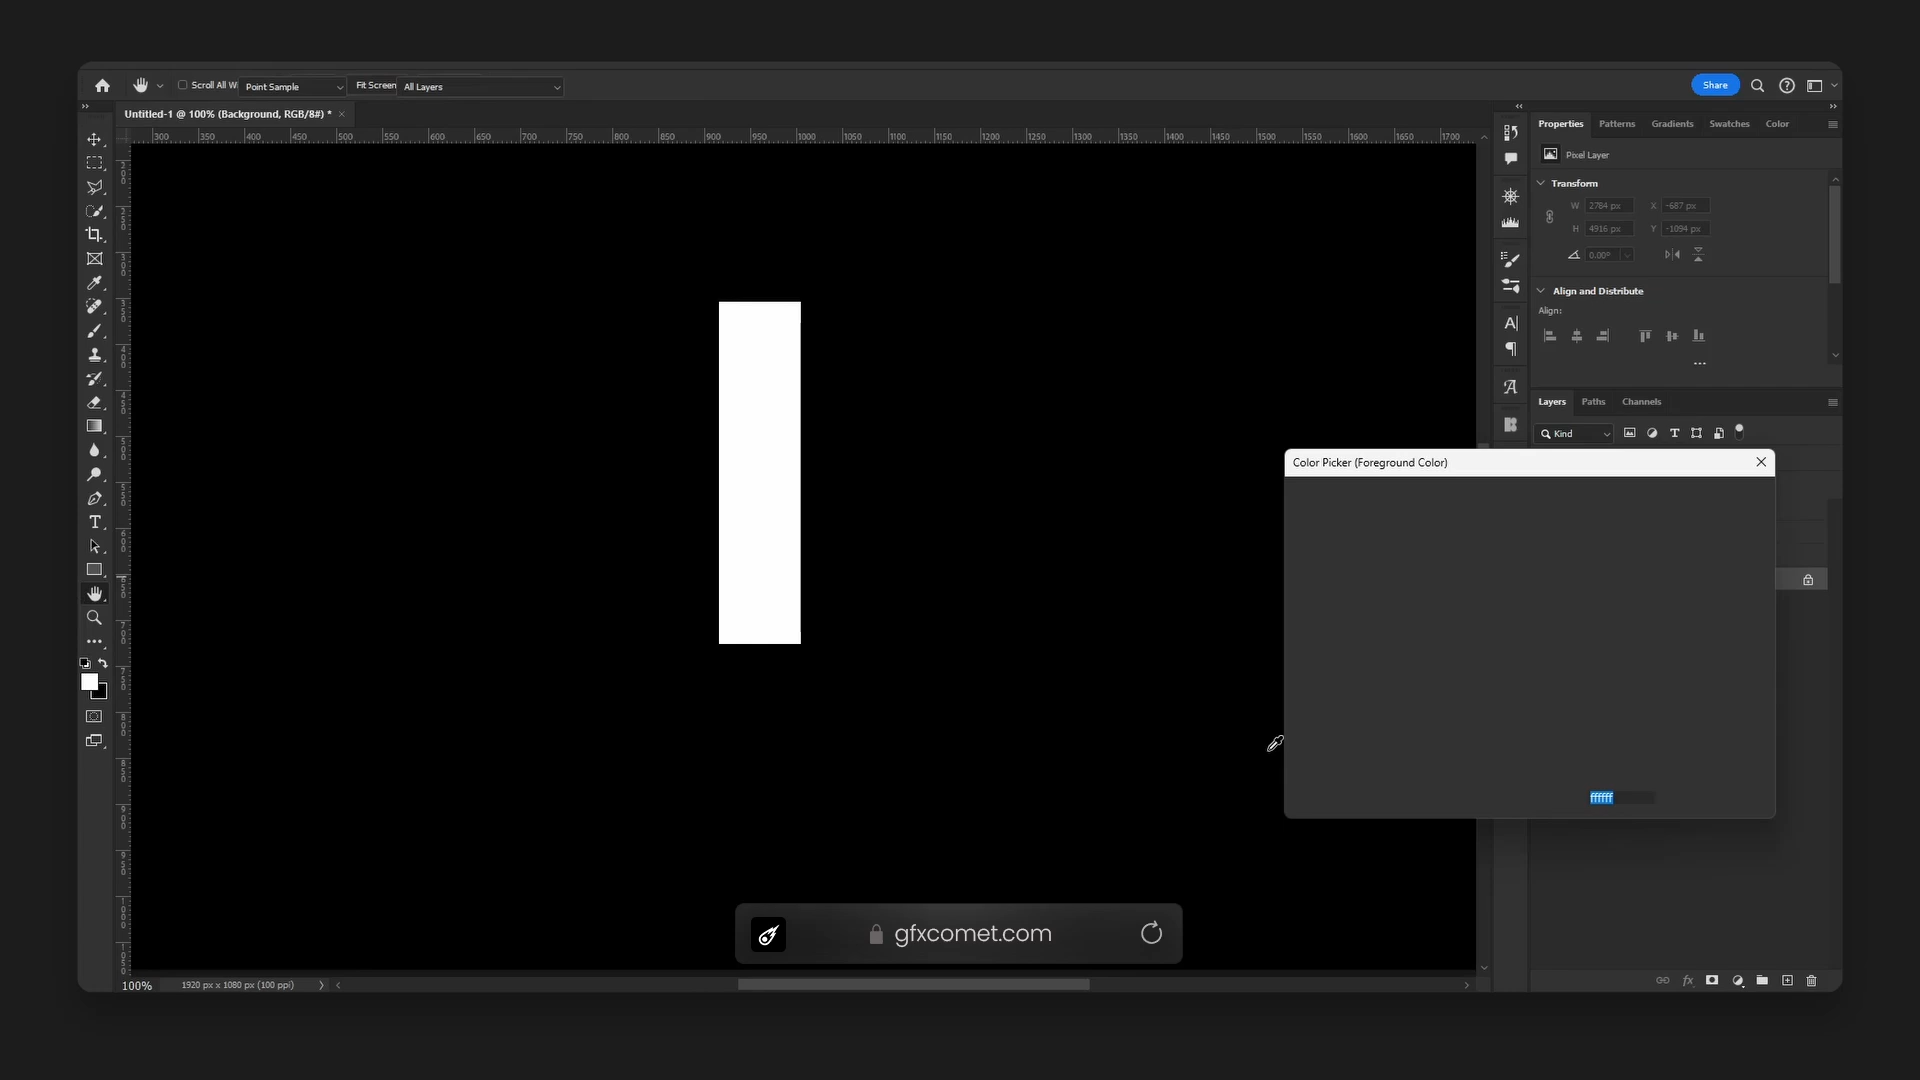 Scroll All W
Point Sample
Fit Screen
All Layers
Share
Untitled-1 @ 100% (Background, RGB/8#) *
300 350 400 450 500 550 600 650 700 750 800 850 900 950 1000 1050 1100 1150 1200 1250 1300 1350 1400 1450 1500 1550 1600 1650 1700
Properties Patterns Gradients Swatches Color
Pixel Layer
Transform
W 2784 px X -687 px
H 4916 px Y -1094 px
0.00°
Align and Distribute
Align:
Layers Paths Channels
Kind
Color Picker (Foreground Color)
ffffff
gfxcomet.com
100% 1920 px x 1080 px (100 ppi)